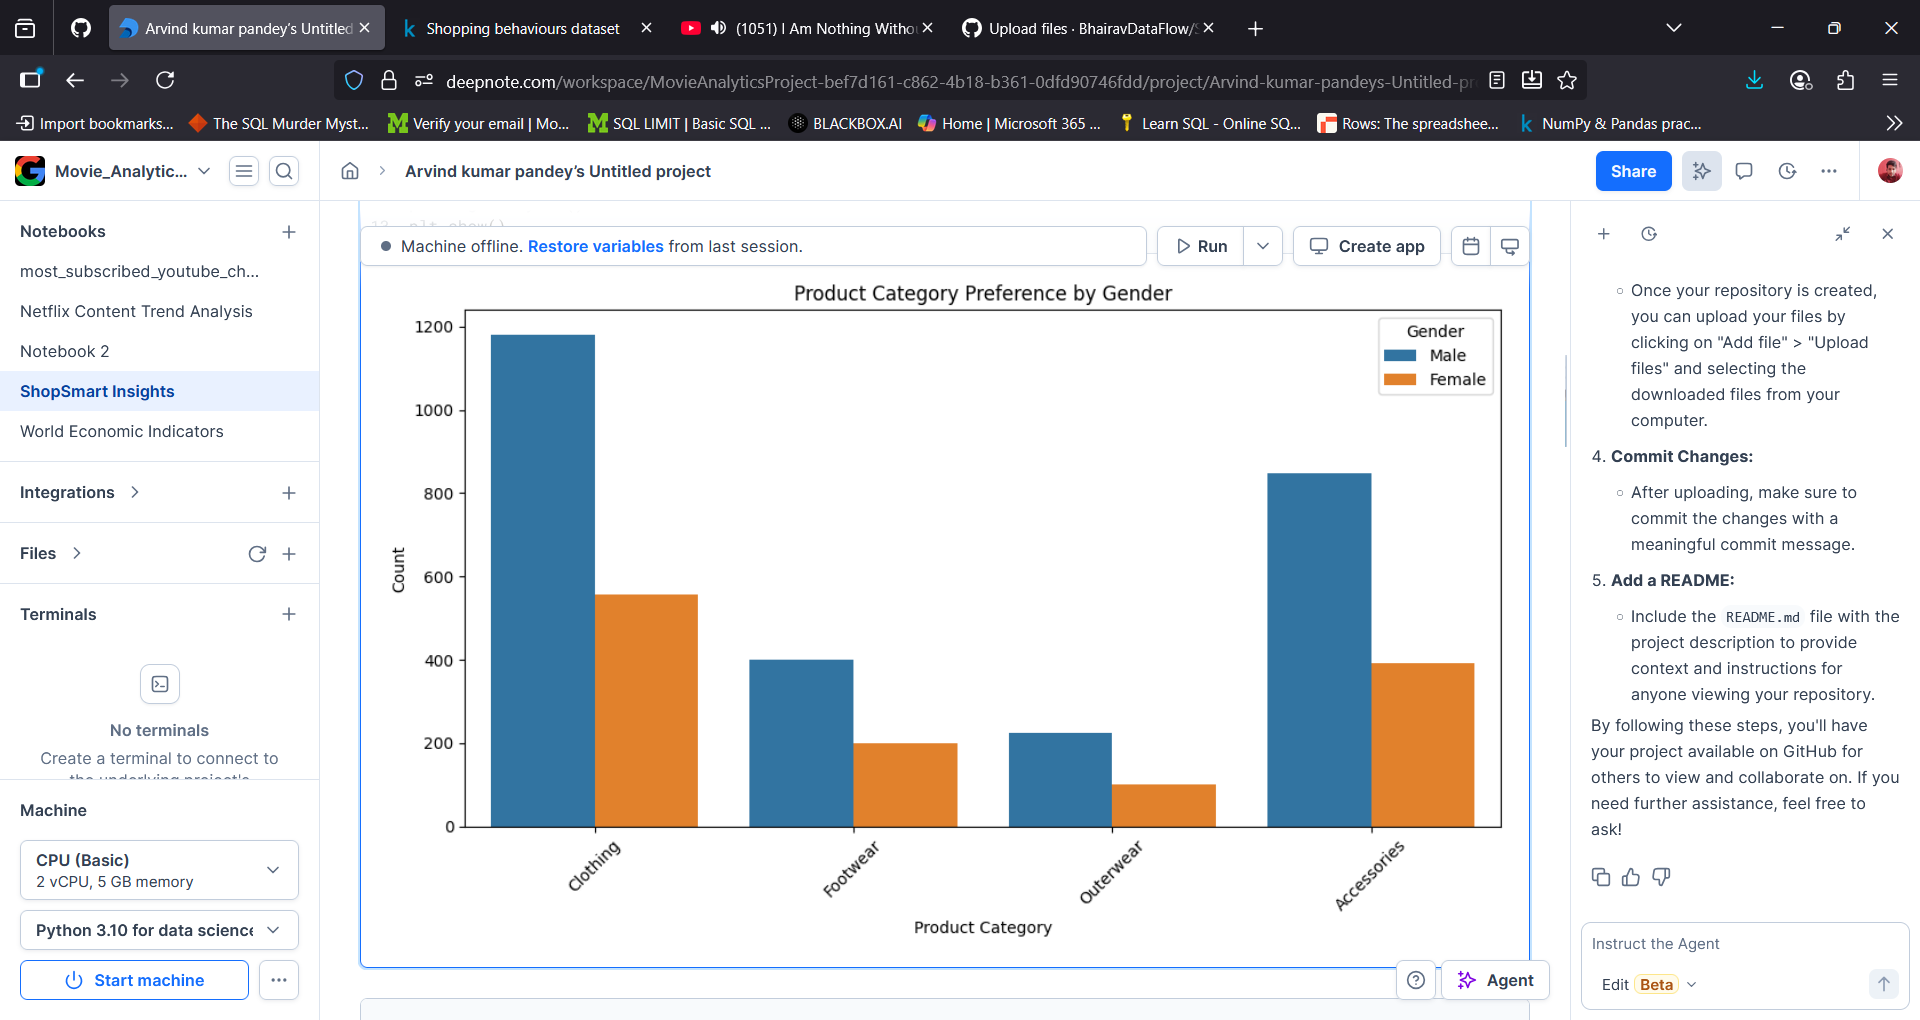 Arvind kumar pandey's Untitled
Shopping behaviours dataset
(1051) I Am Nothing Witho
Upload files · BhairavDataFlow/S
deepnote.com/workspace/MovieAnalyticsProject-bef7d161-c862-4b18-b361-0dfd90746fdd/project/Arvind-kumar-pandeys-Untitled-pr
Import bookmarks...
The SQL Murder Myst...
Verify your email | Mo...
SQL LIMIT | Basic SQL ...
BLACKBOX.AI
Home | Microsoft 365 ...
Learn SQL - Online SQ...
Rows: The spreadshee...
NumPy & Pandas prac...
Movie_Analytic...
Arvind kumar pandey's Untitled project
Share
Notebooks
most_subscribed_youtube_ch...
Netflix Content Trend Analysis
Notebook 2
ShopSmart Insights
World Economic Indicators
Integrations
Files
Terminals
No terminals
Create a terminal to connect to
the underlying project's
Machine
CPU (Basic)
2 vCPU, 5 GB memory
Python 3.10 for data science
Start machine
plt.show()
Machine offline. Restore variables from last session.
Run
Create app
Product Category Preference by Gender
Gender
Male
Female
1200
1000
800
600
400
200
0
Count
Clothing
Footwear
Outerwear
Accessories
Product Category
Agent
Once your repository is created,
you can upload your files by
clicking on "Add file" > "Upload
files" and selecting the
downloaded files from your
computer.
4. Commit Changes:
After uploading, make sure to
commit the changes with a
meaningful commit message.
5. Add a README:
Include the README.md file with the
project description to provide
context and instructions for
anyone viewing your repository.
By following these steps, you'll have
your project available on GitHub for
others to view and collaborate on. If you
need further assistance, feel free to
ask!
Instruct the Agent
Edit Beta